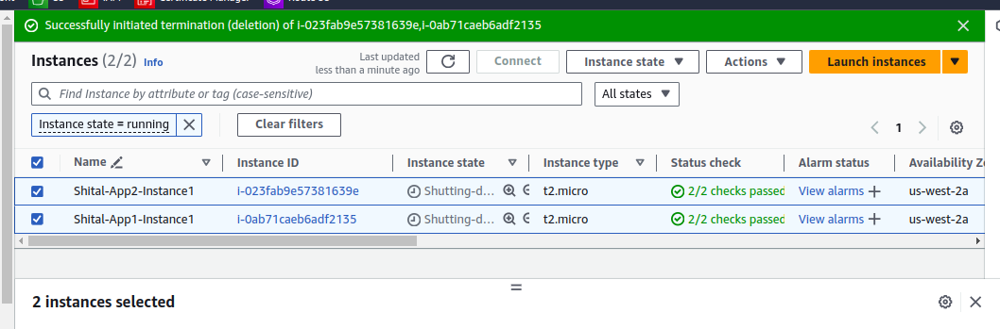 Successfully initiated termination (deletion) of i-023fab9e57381639e,i-0ab71caeb6adf2135
Instances (2/2) Info
Last updated
less than a minute ago
Connect
Instance state
Actions
Launch instances
Find Instance by attribute or tag (case-sensitive)
All states
Instance state = running
Clear filters
1
Name Instance ID Instance state Instance type Status check Alarm status Availability Z
Shital-App2-Instance1 i-023fab9e57381639e Shutting-d... t2.micro 2/2 checks passed View alarms + us-west-2a
Shital-App1-Instance1 i-0ab71caeb6adf2135 Shutting-d... t2.micro 2/2 checks passed View alarms + us-west-2a
2 instances selected